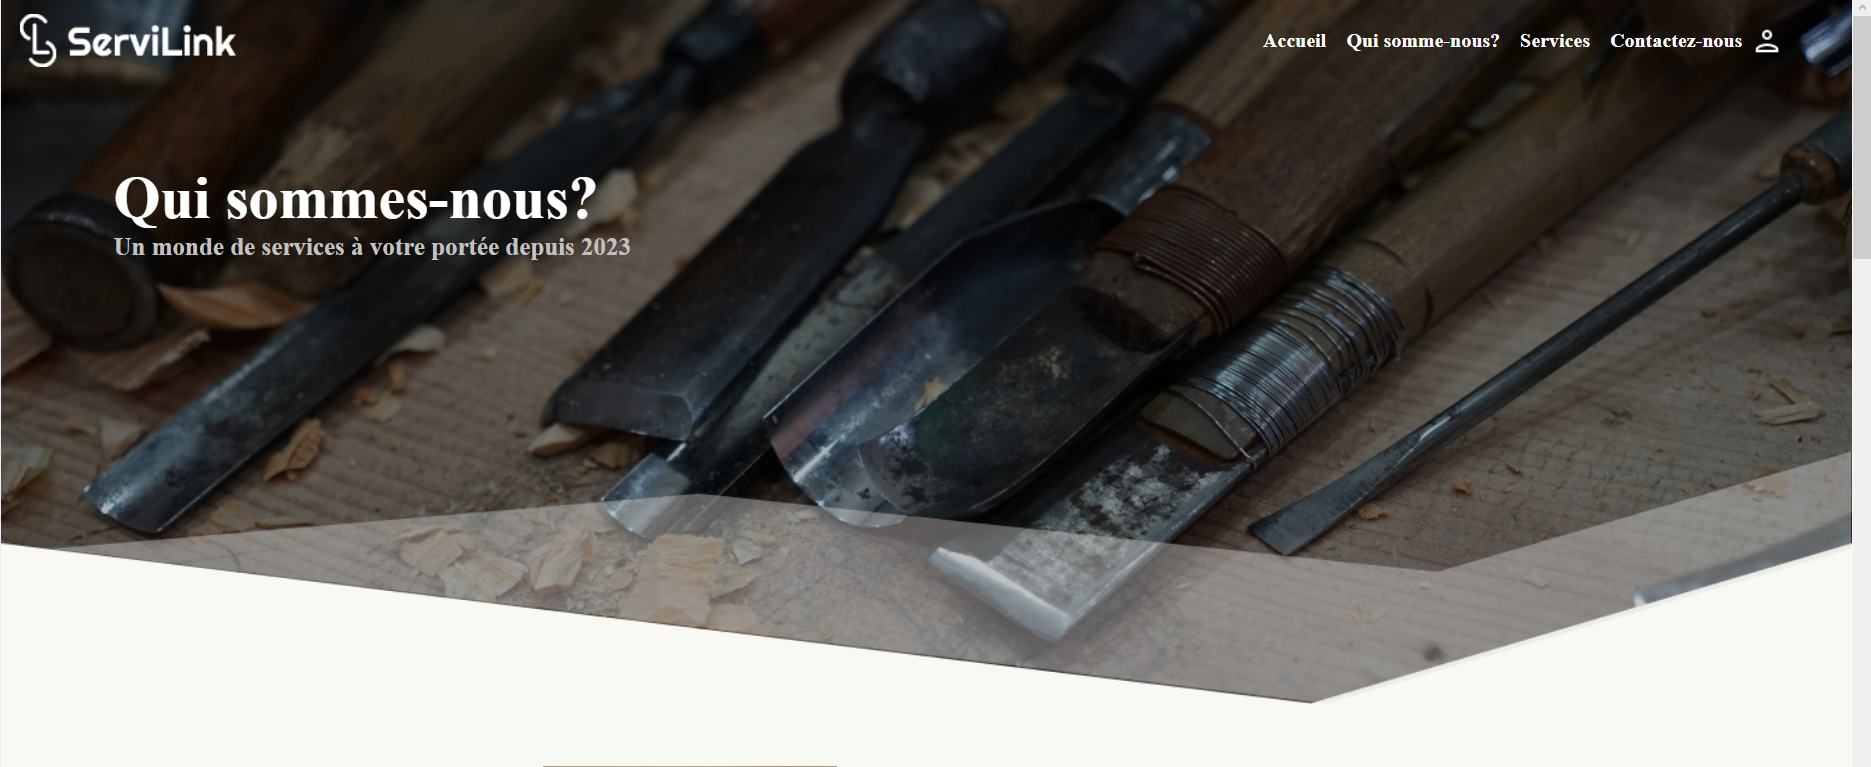 ServiLink
Accueil Qui somme-nous? Services Contactez-nous
Qui sommes-nous?
Un monde de services à votre portée depuis 2023